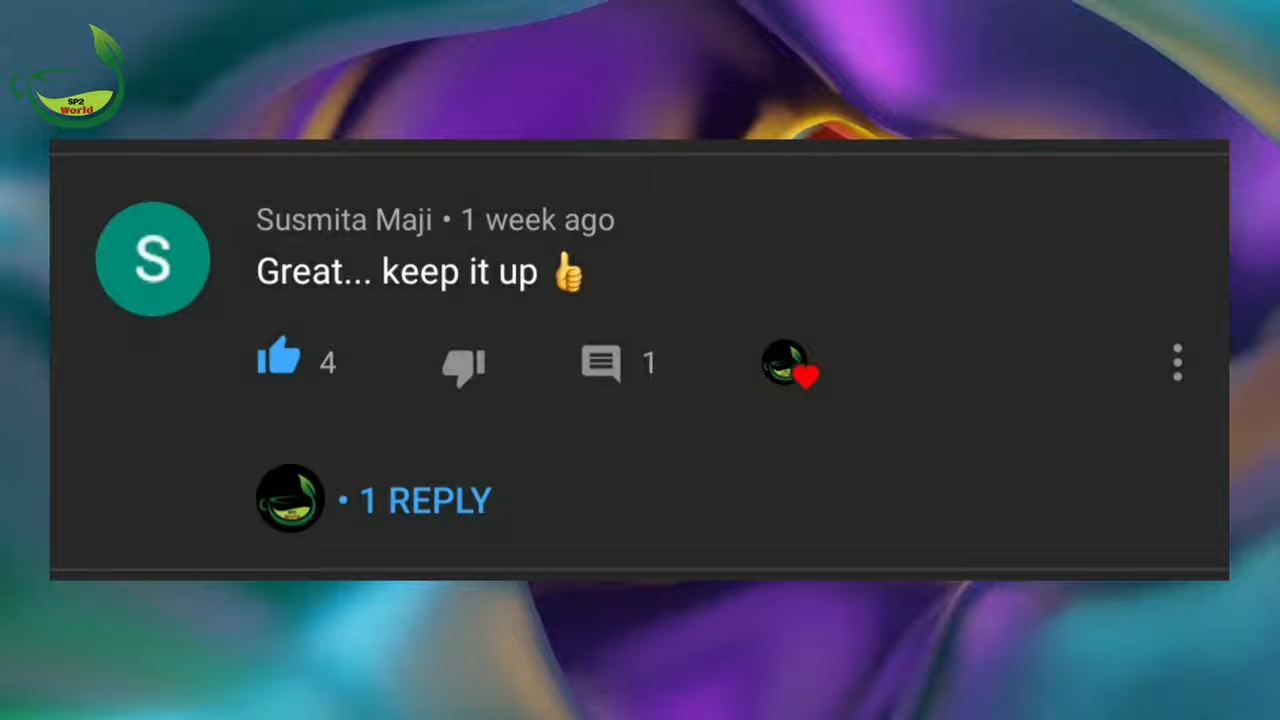 SP2
World
Susmita Maji • 1 week ago
Great... keep it up 👍
4
1
S
• 1 REPLY